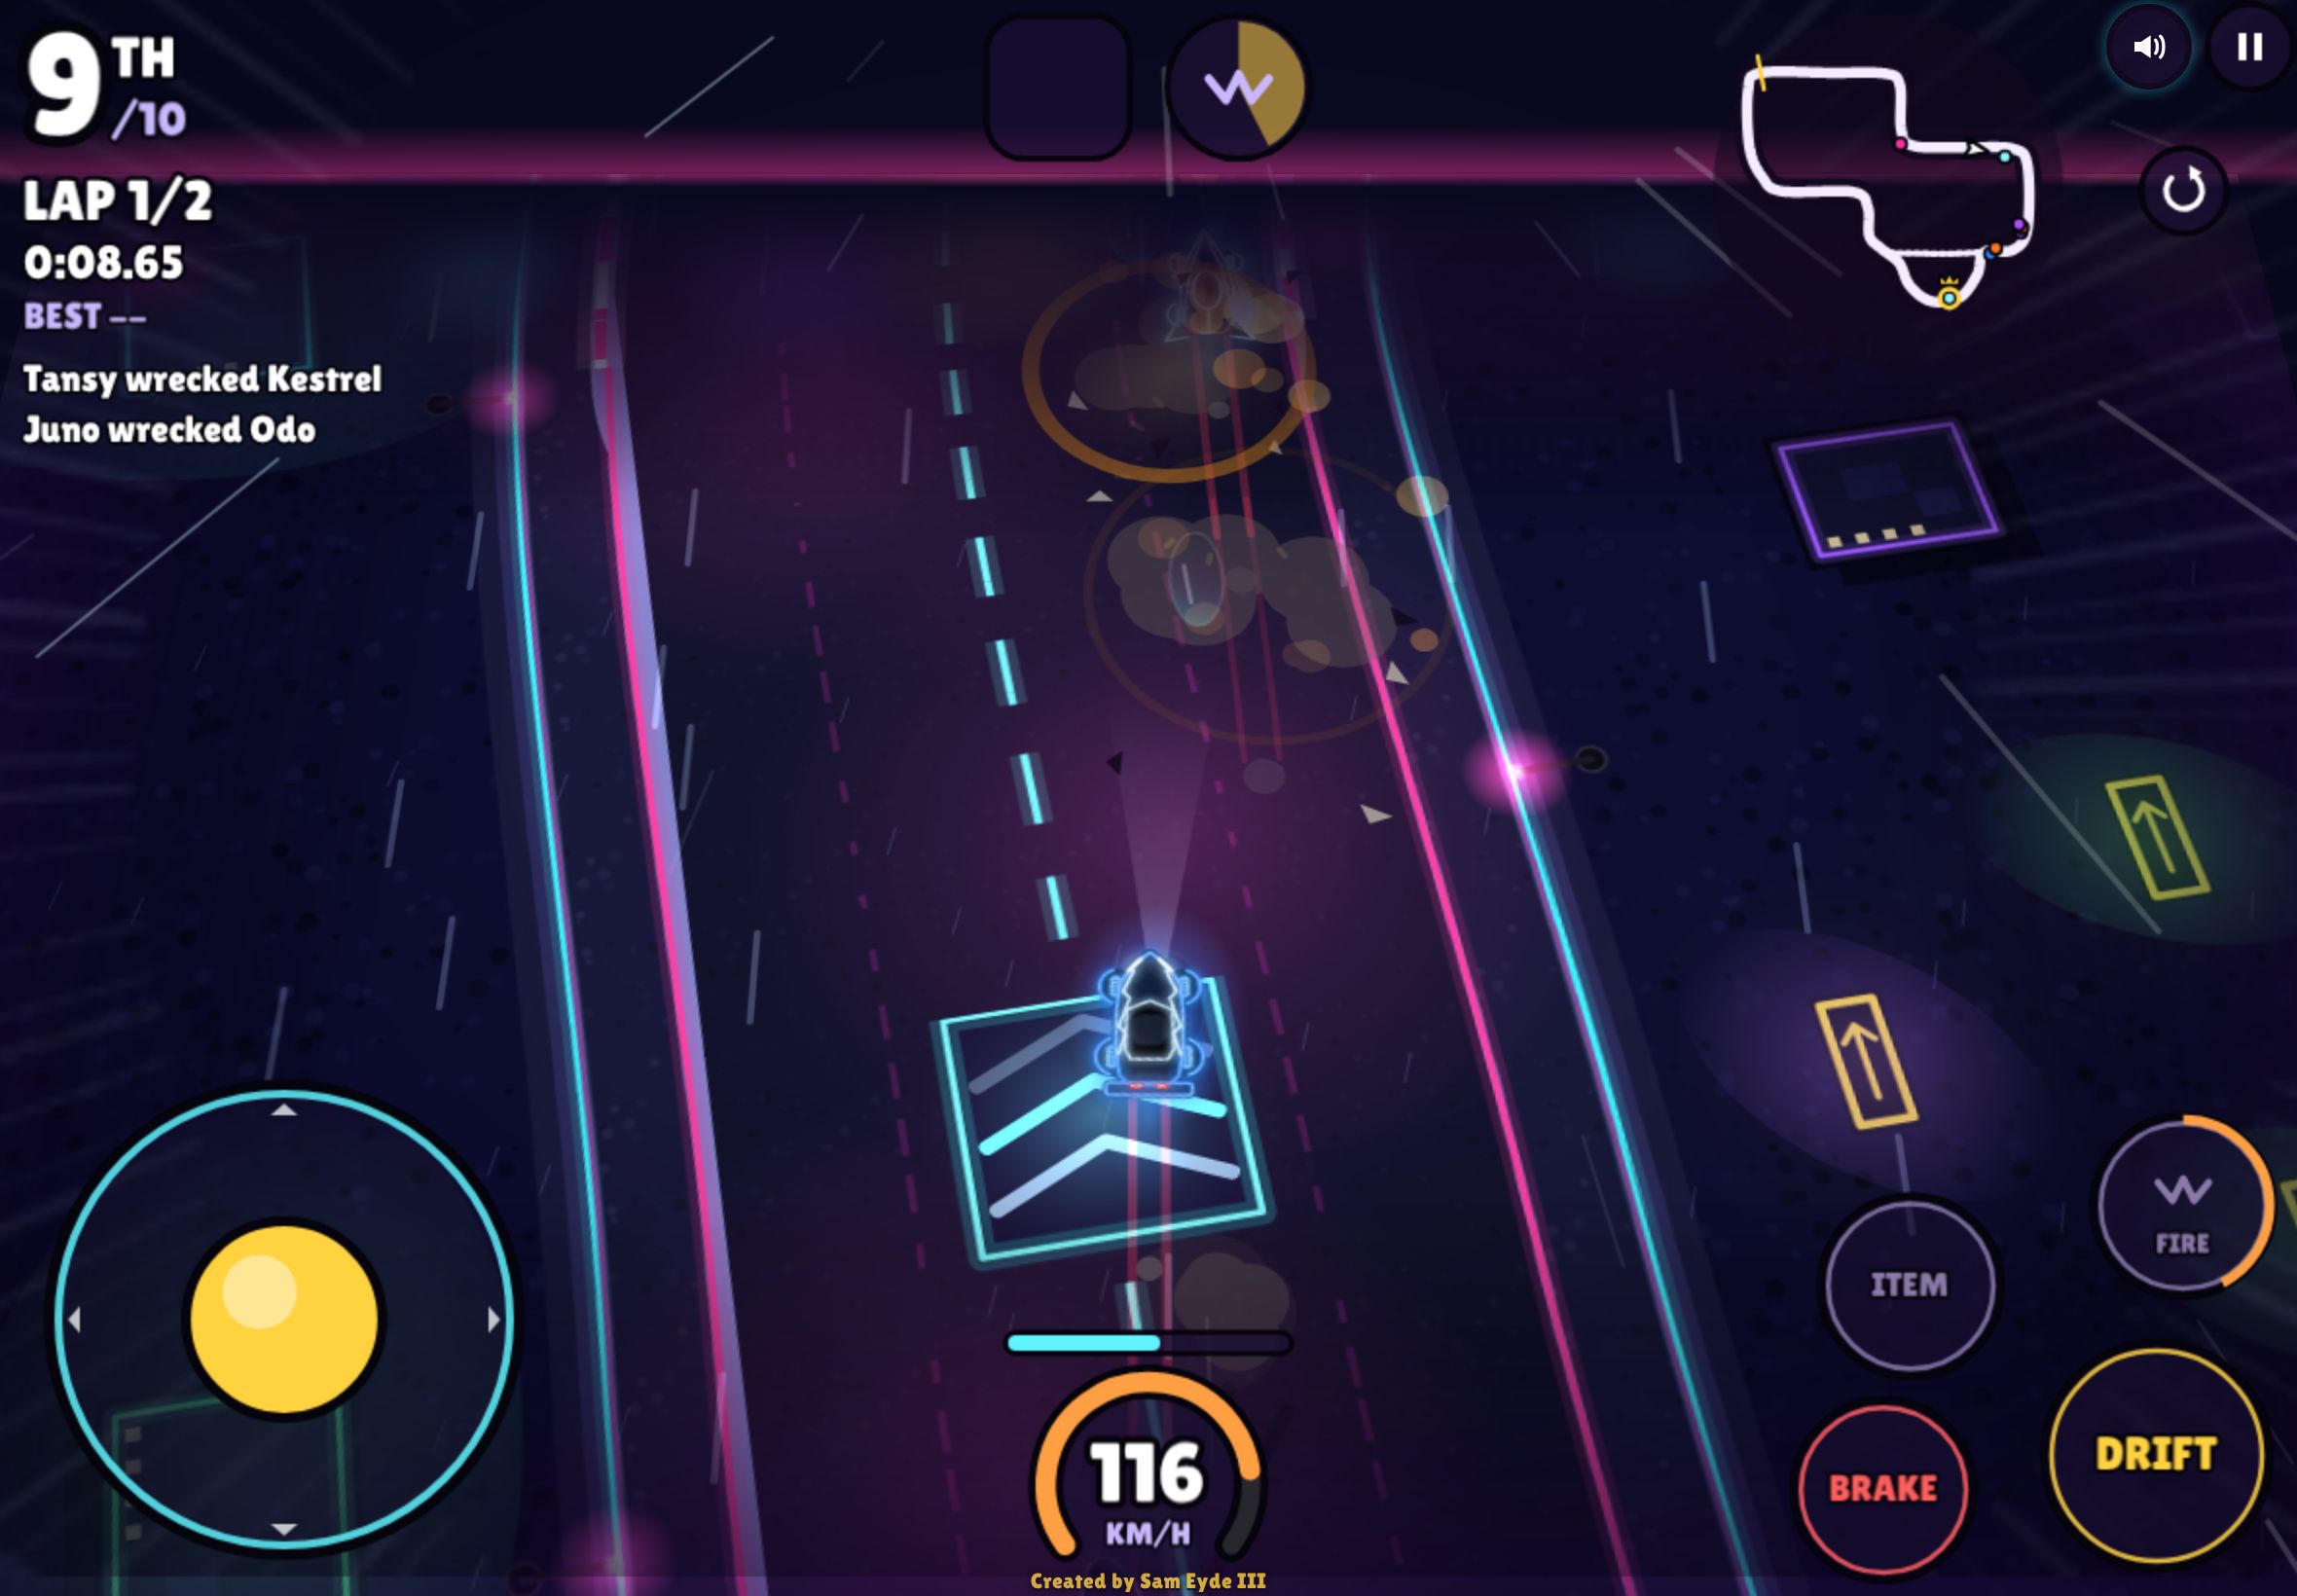 9TH
/10
LAP 1/2
0:08.65
BEST --
Tansy wrecked Kestrel
Juno wrecked Odo
FIRE
ITEM
DRIFT
BRAKE
116
KM/H
Created by Sam Eyde III